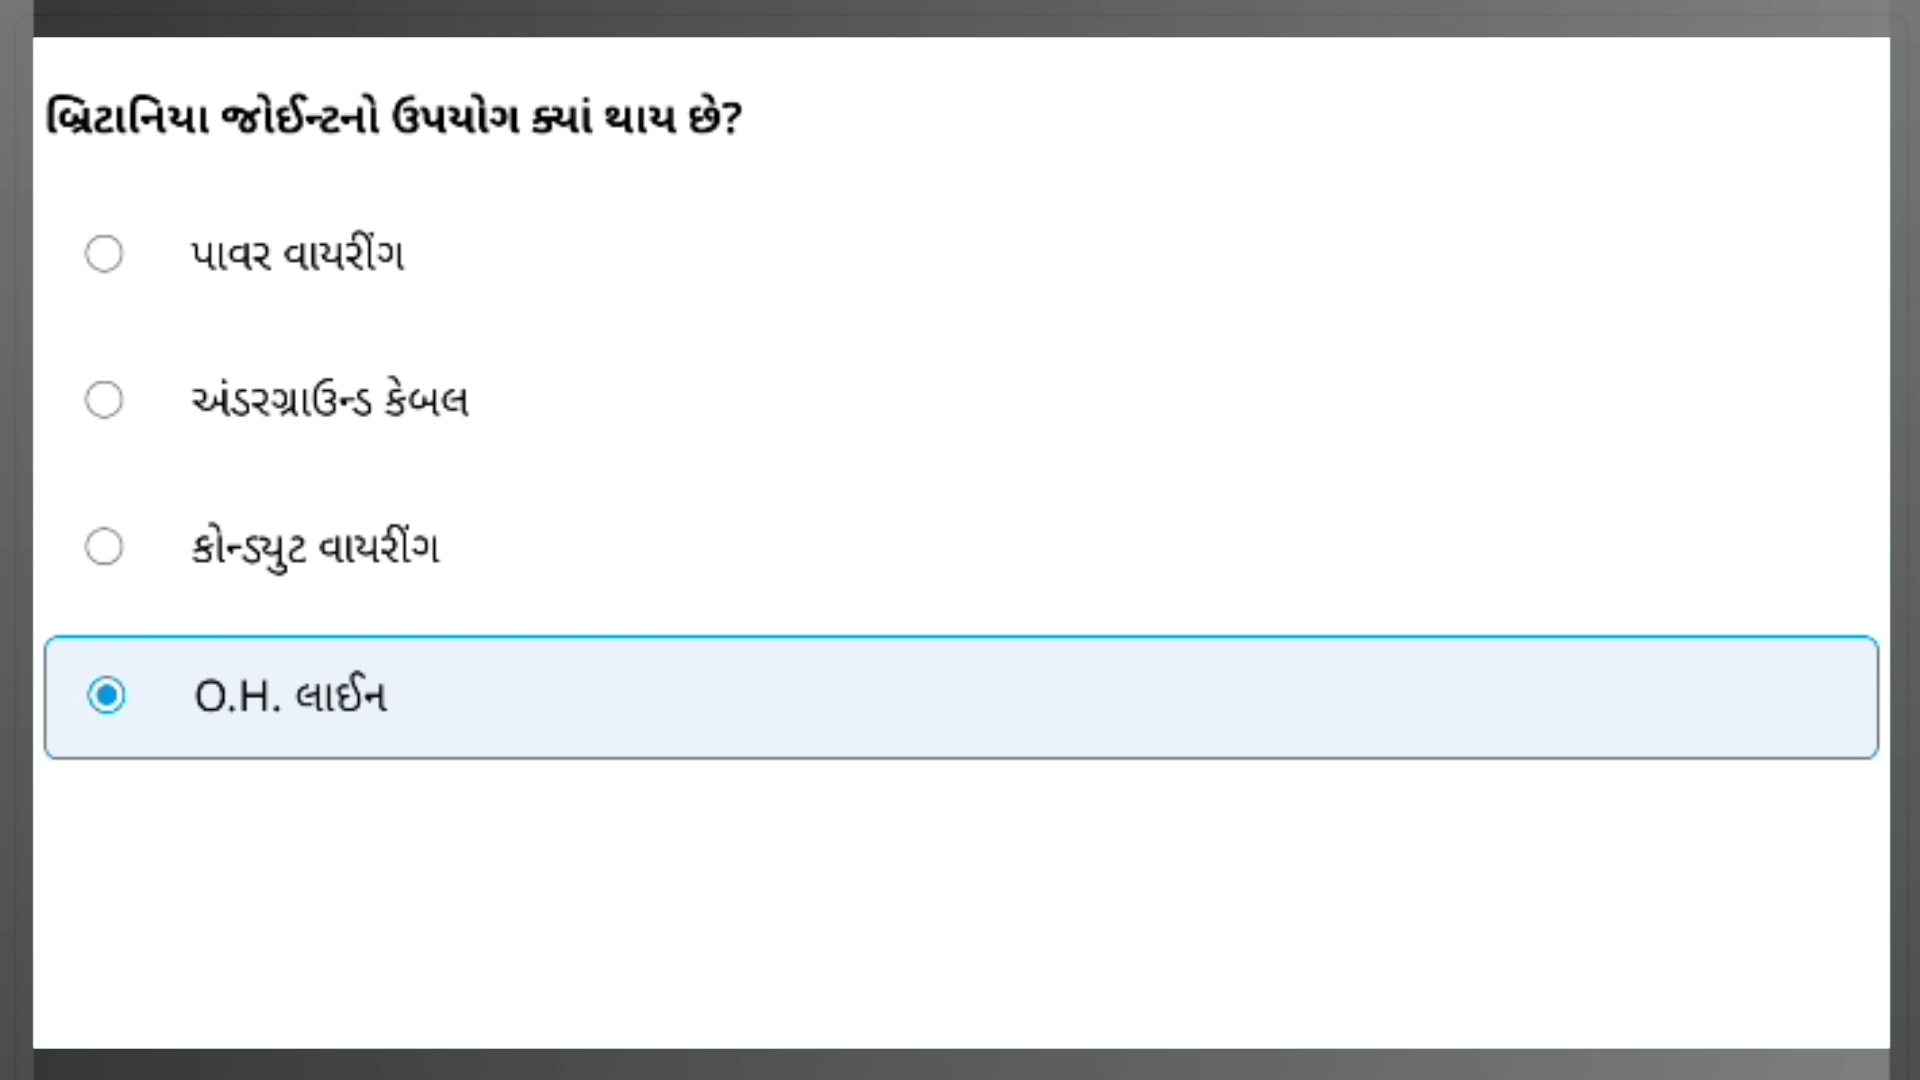 બ્રિટાનિયા જોઈન્ટનો ઉપયોગ ક્યાં થાય છે?
પાવર વાયરીંગ
અંડરગ્રાઉન્ડ કેબલ
કોન્ડ્યુટ વાયરીંગ
O.H. લાઈન